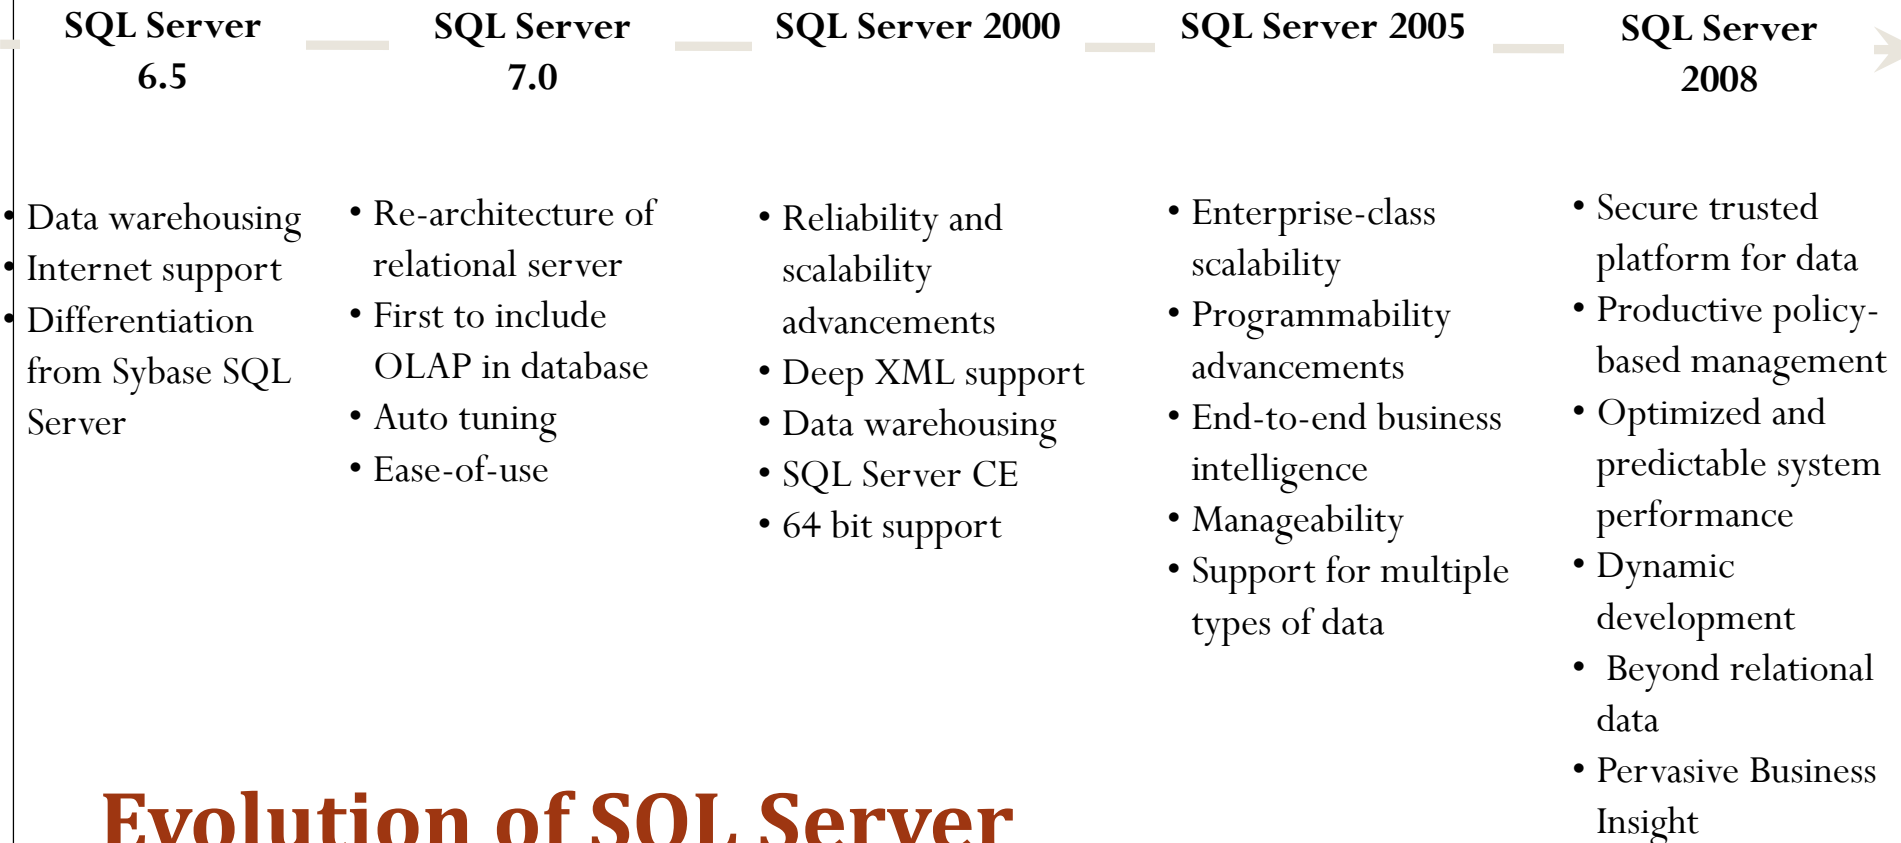 SQL Server
6.5
SQL Server
7.0
SQL Server 2000
SQL Server 2005
SQL Server
2008
• Data warehousing
• Internet support
• Differentiation
from Sybase SQL
Server
• Re-architecture of
relational server
• First to include
OLAP in database
• Auto tuning
• Ease-of-use
• Reliability and
scalability
advancements
• Deep XML support
• Data warehousing
• SQL Server CE
• 64 bit support
• Enterprise-class
scalability
• Programmability
advancements
• End-to-end business
intelligence
• Manageability
• Support for multiple
types of data
• Secure trusted
platform for data
• Productive policy-
based management
• Optimized and
predictable system
performance
• Dynamic
development
• Beyond relational
data
• Pervasive Business
Insight
Evolution of SQL Server